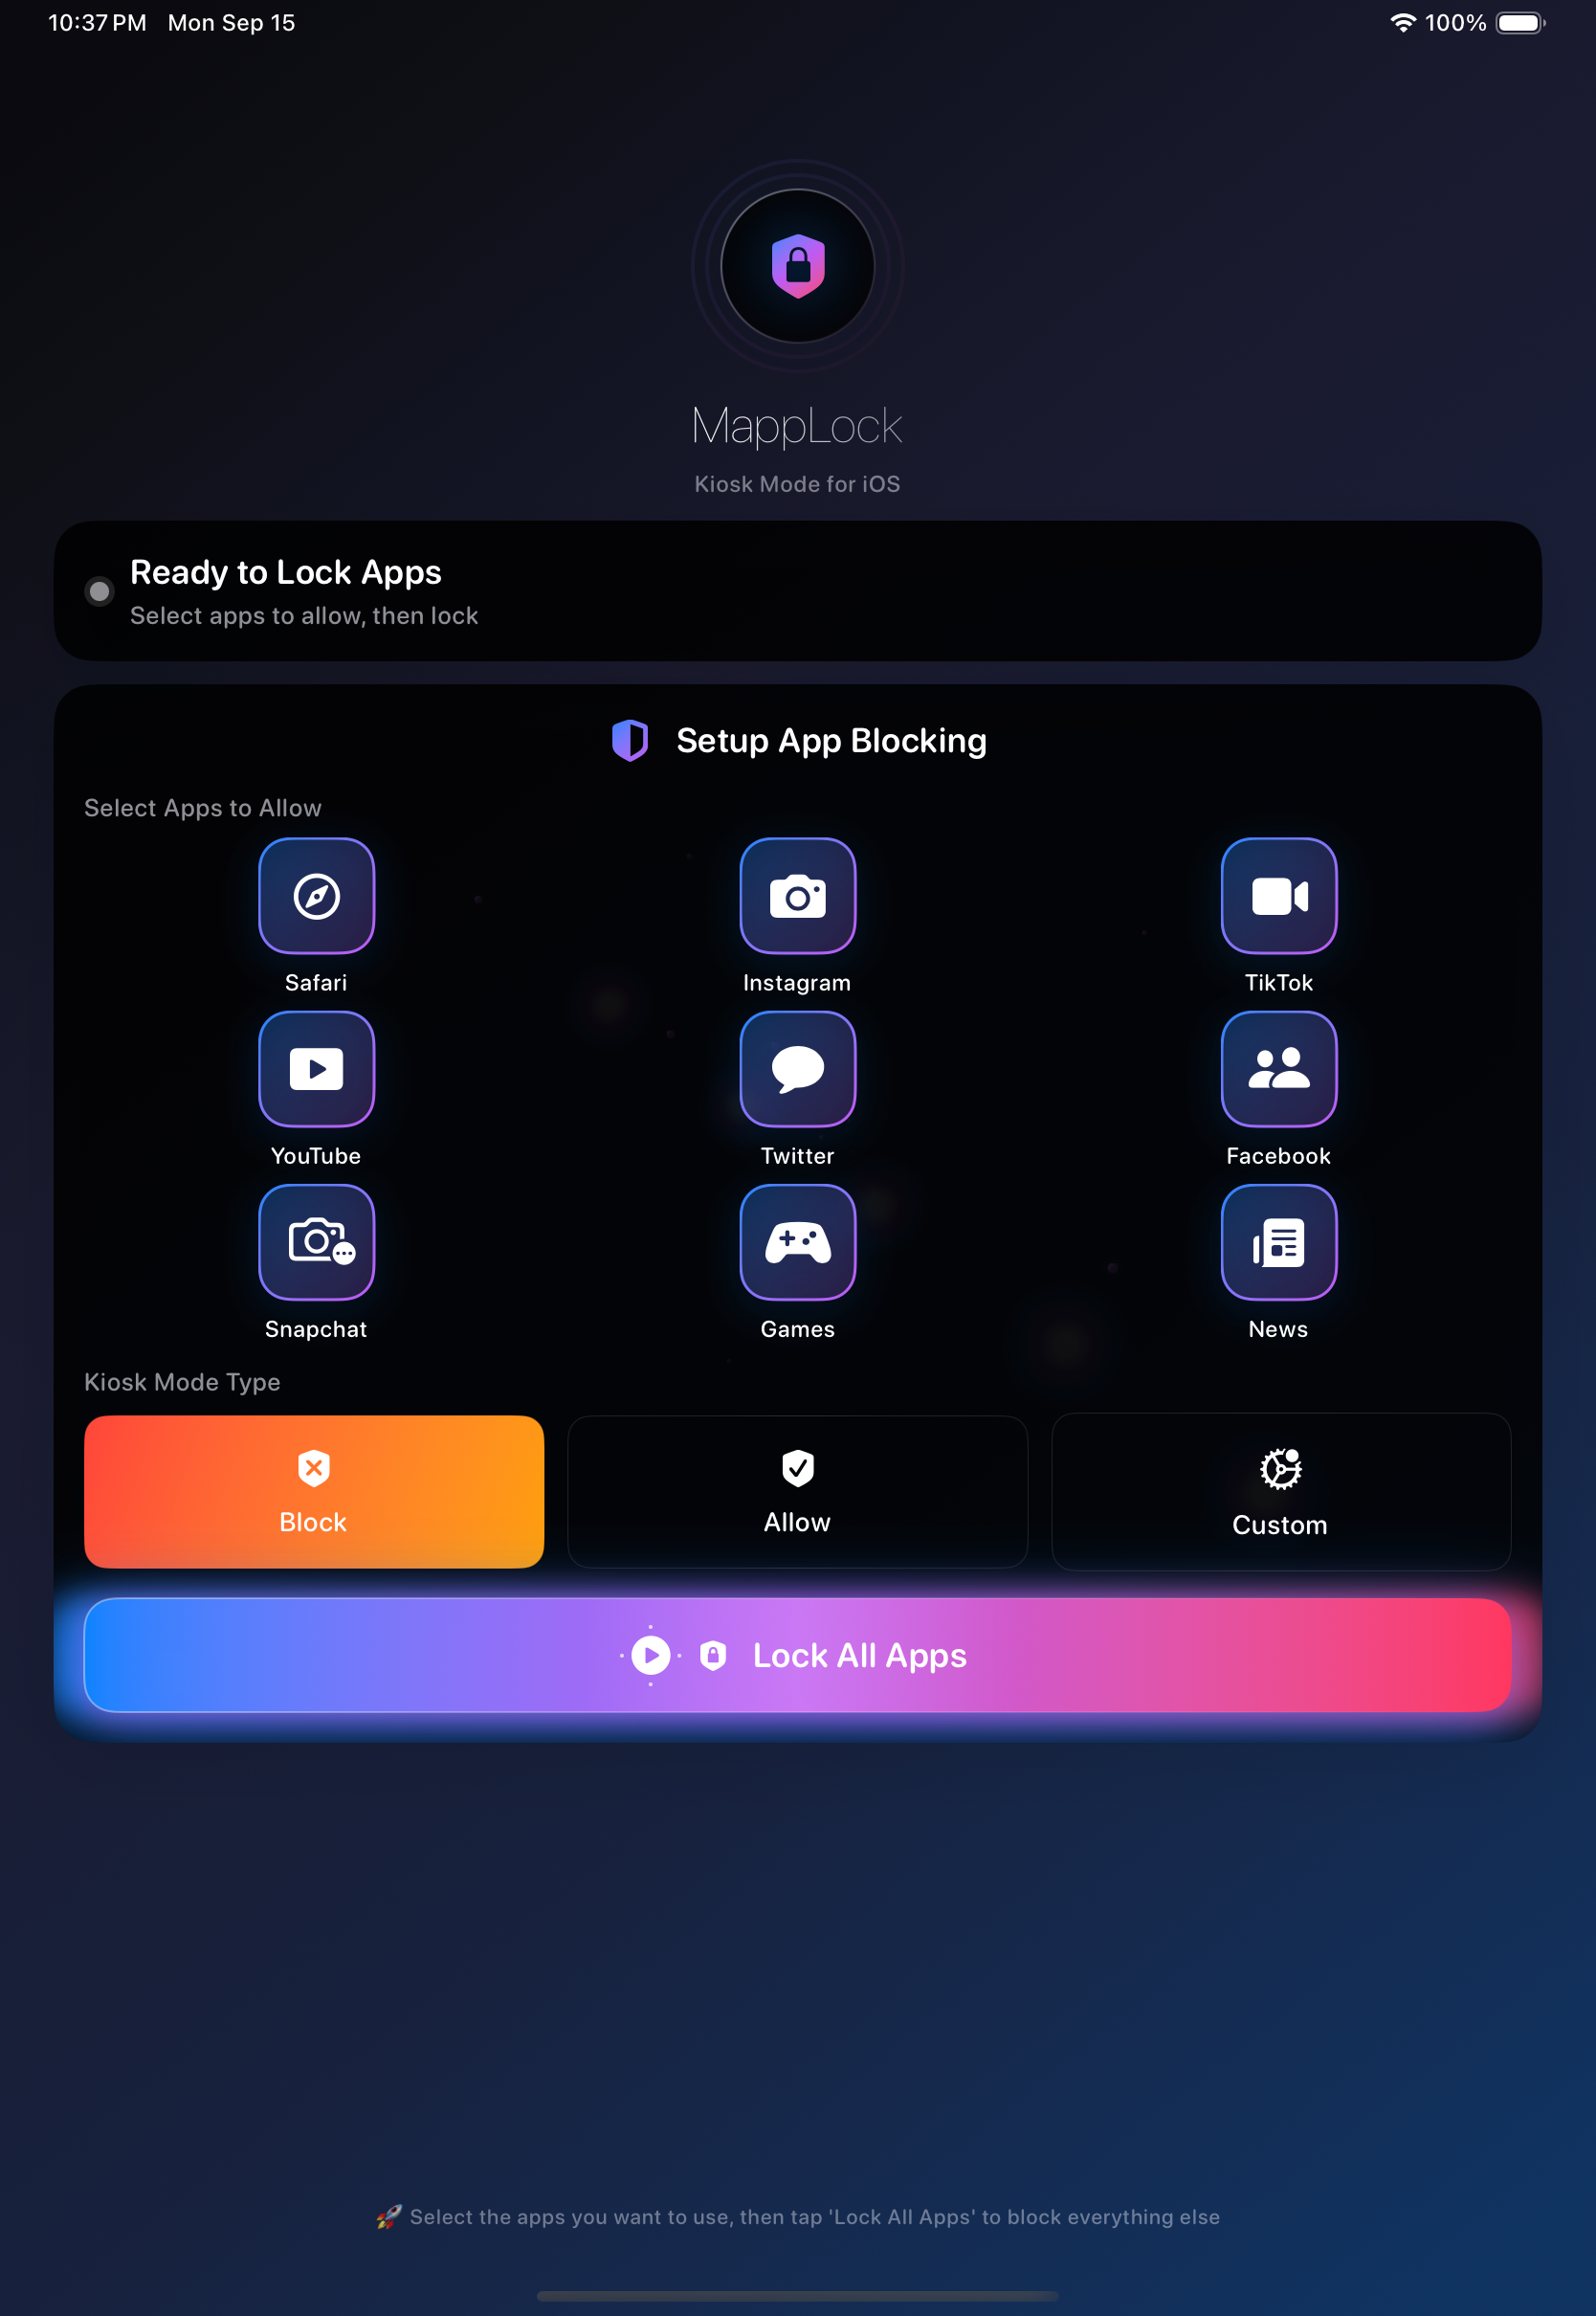 10:37 PM Mon Sep 15
100%
MappLock
Kiosk Mode for iOS
Ready to Lock Apps
Select apps to allow, then lock
Setup App Blocking
Select Apps to Allow
Safari
Instagram
TikTok
YouTube
Twitter
Facebook
Snapchat
Games
News
Kiosk Mode Type
Block
Allow
Custom
Lock All Apps
🚀 Select the apps you want to use, then tap 'Lock All Apps' to block everything else